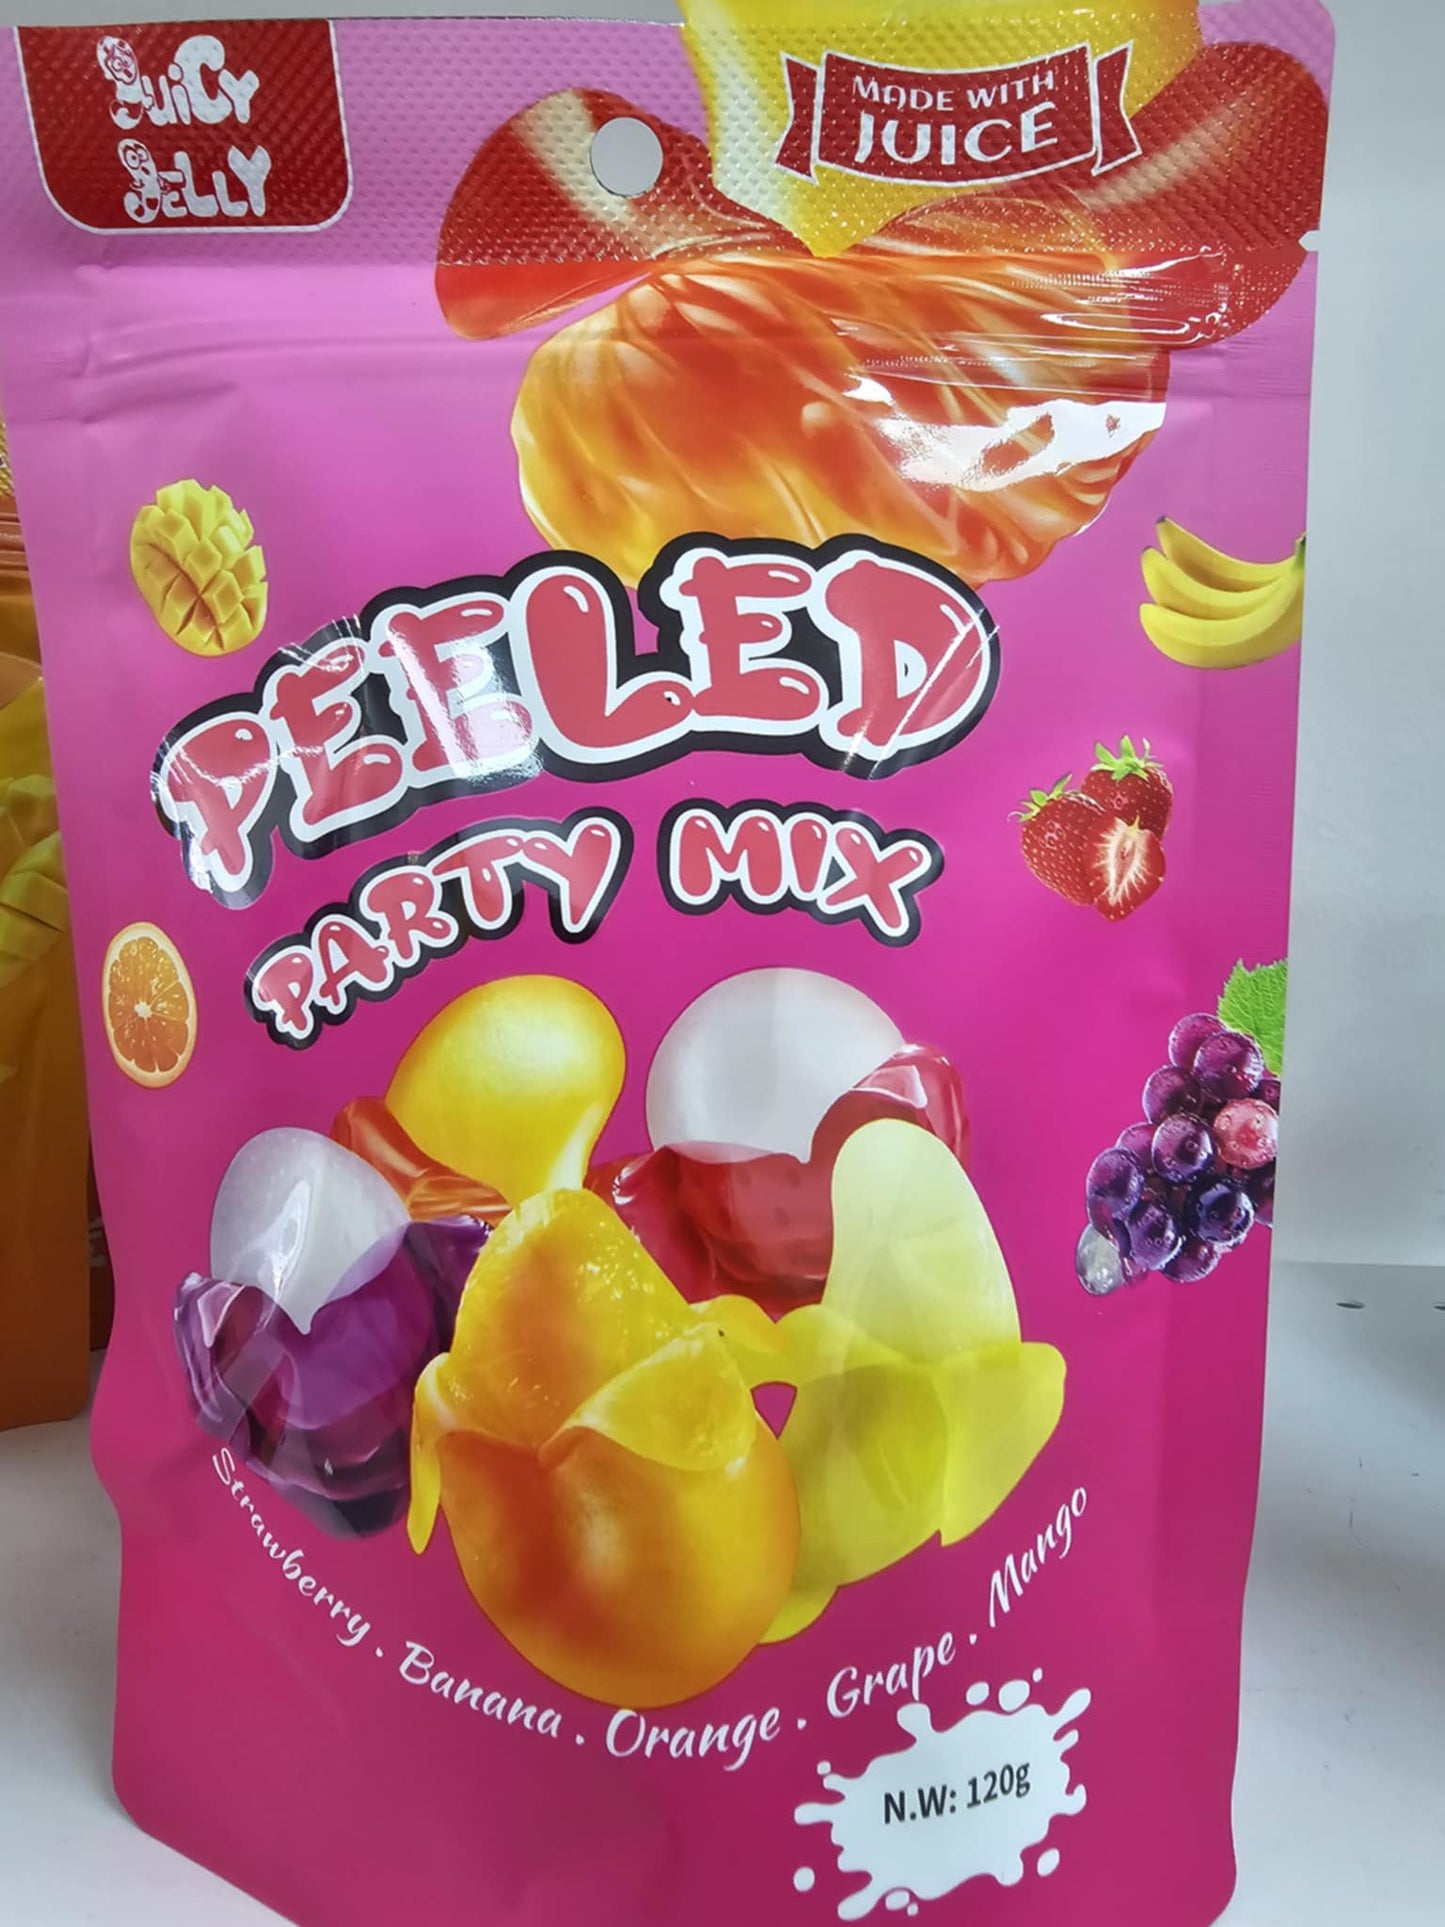 JUiCY
JELLY
MADE WITH
JUICE
PEELED
PARTY MIX
Strawberry . Banana . Orange . Grape . Mango
N.W: 120g